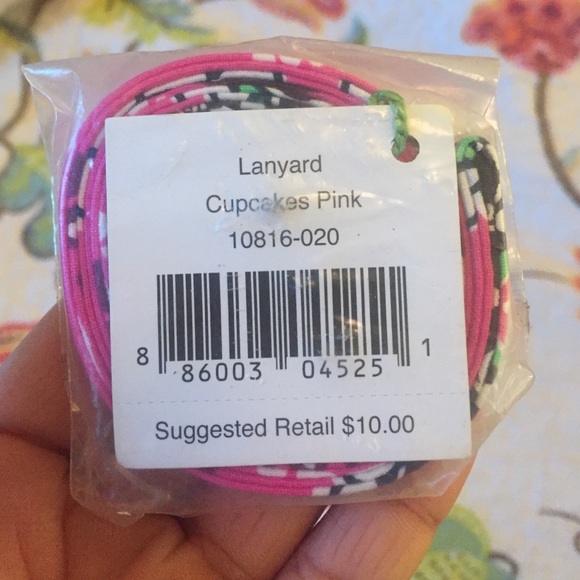 Lanyard
Cupcakes Pink
10816-020
8 86003 04525 1
Suggested Retail $10.00